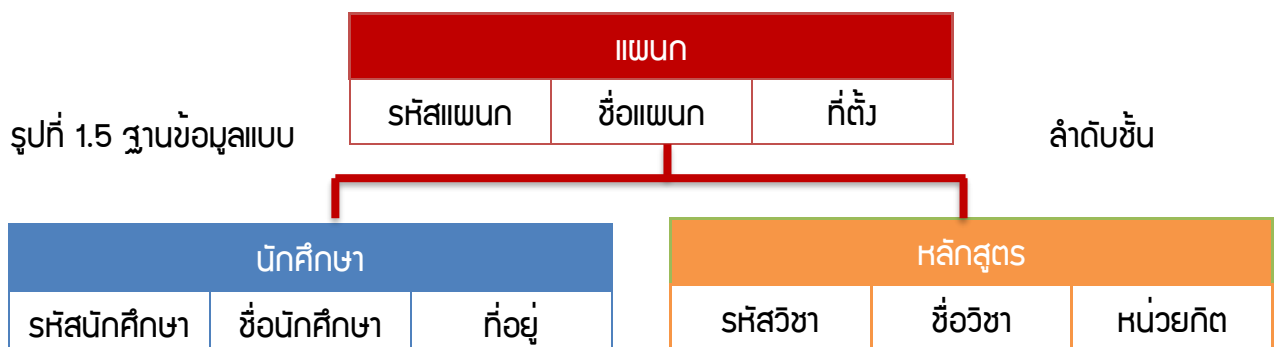 แผนก
รหัสแผนก ชื่อแผนก ที่ตั้ง
รูปที่ 1.5 ฐานข้อมูลแบบ ลำดับชั้น
นักศึกษา
รหัสนักศึกษา ชื่อนักศึกษา ที่อยู่
หลักสูตร
รหัสวิชา ชื่อวิชา หน่วยกิต